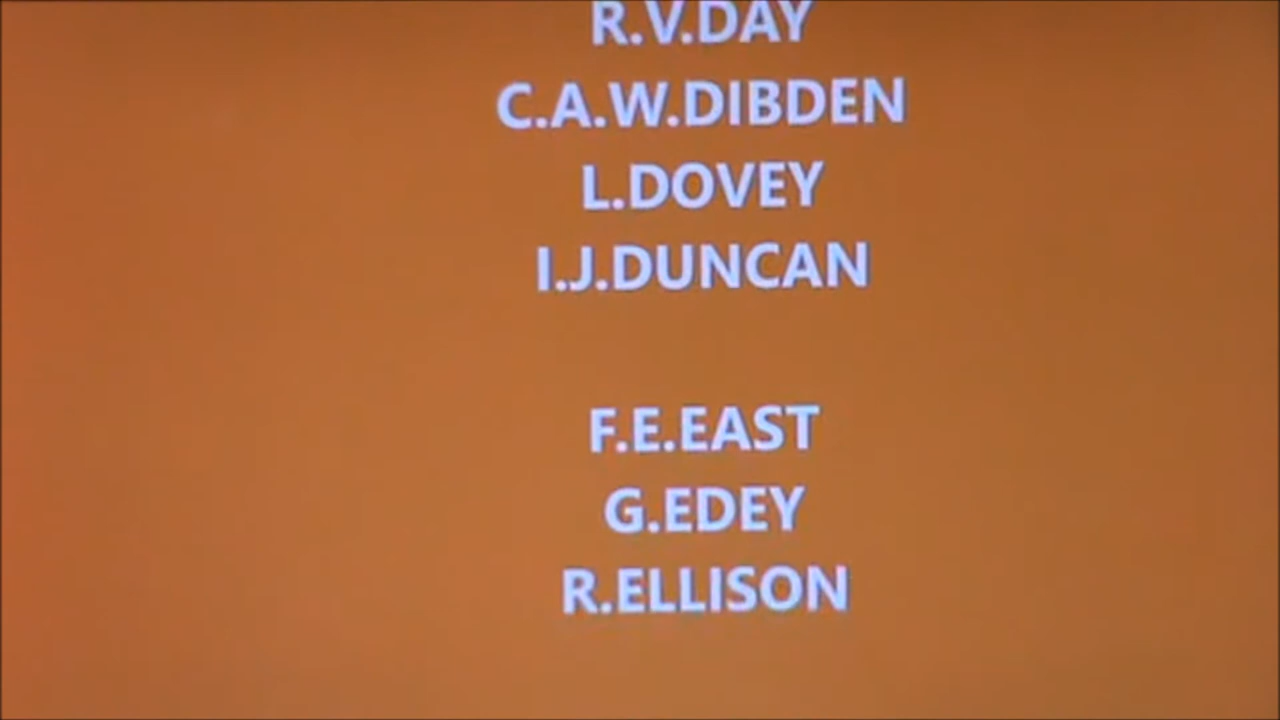 R.V.DAY
C.A.W.DIBDEN
L.DOVEY
I.J.DUNCAN
F.E.EAST
G.EDEY
R.ELLISON